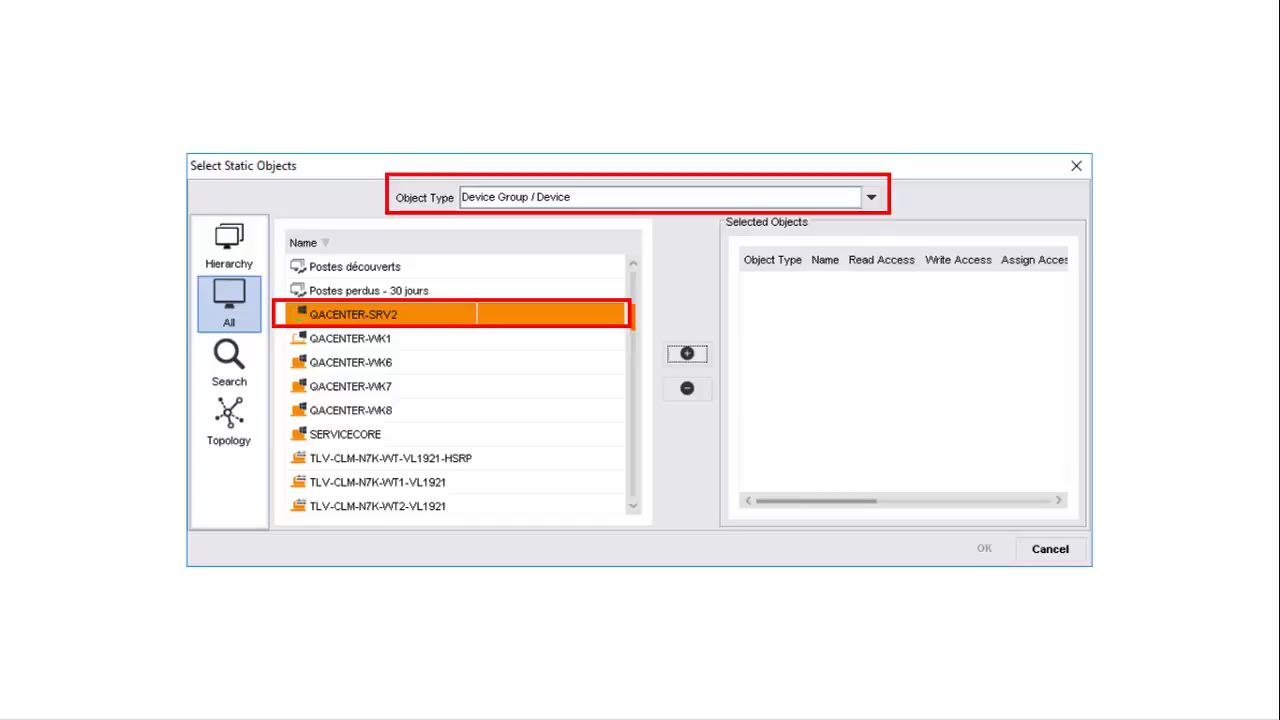 Select Static Objects
Object Type Device Group / Device
Hierarchy
All
Search
Topology
Name
Postes découverts
Postes perdus - 30 jours
QACENTER-SRV2
QACENTER-WK1
QACENTER-WK6
QACENTER-WK7
QACENTER-WK8
SERVICECORE
TLV-CLM-N7K-WT-VL1921-HSRP
TLV-CLM-N7K-WT1-VL1921
TLV-CLM-N7K-WT2-VL1921
Selected Objects
Object Type Name Read Access Write Access Assign Acces
OK Cancel